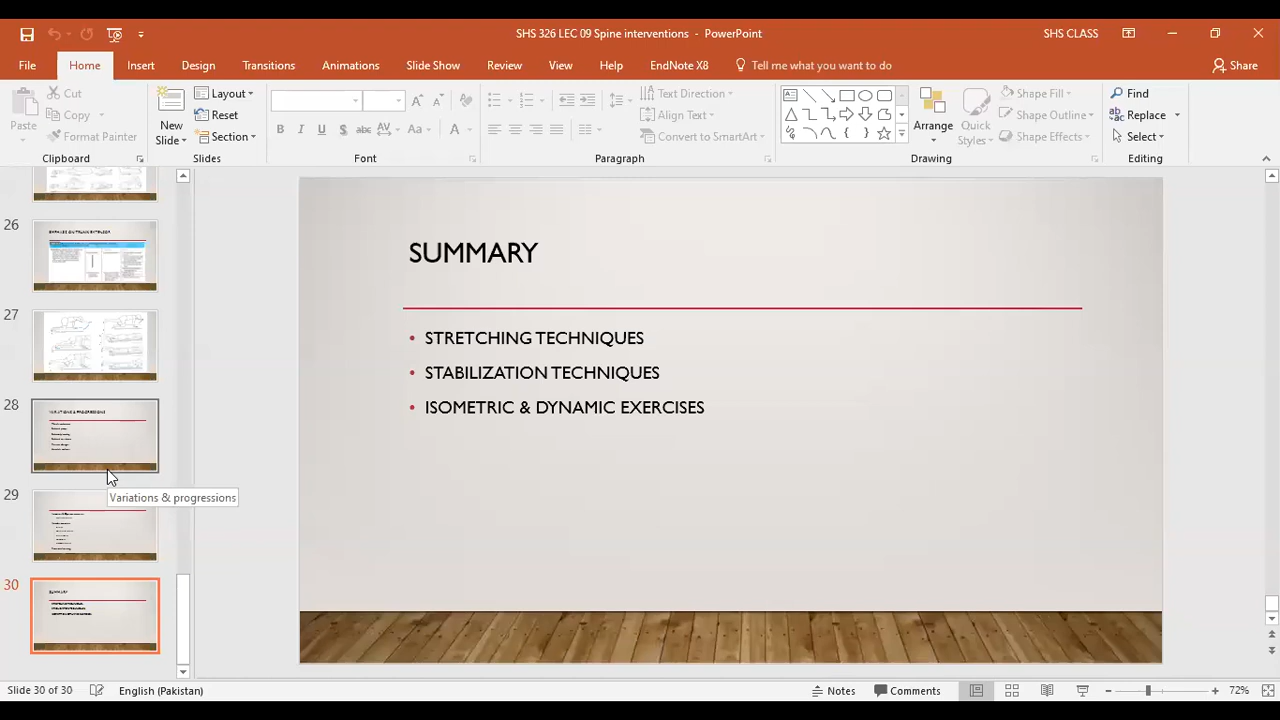 SHS 326 LEC 09 Spine interventions - PowerPoint
SHS CLASS
File Home Insert Design Transitions Animations Slide Show Review View Help EndNote X8 Tell me what you want to do Share
Paste
Cut
Copy
Format Painter
Clipboard
New Slide
Layout
Reset
Section
Slides
Font
Text Direction
Align Text
Convert to SmartArt
Paragraph
Arrange
Quick Styles
Shape Fill
Shape Outline
Shape Effects
Drawing
Find
Replace
Select
Editing
26
27
28
VARIATIONS & PROGRESSIONS
Variations & progressions
29
30
SUMMARY
SUMMARY
• STRETCHING TECHNIQUES
• STABILIZATION TECHNIQUES
• ISOMETRIC & DYNAMIC EXERCISES
Slide 30 of 30 English (Pakistan) Notes Comments 72%